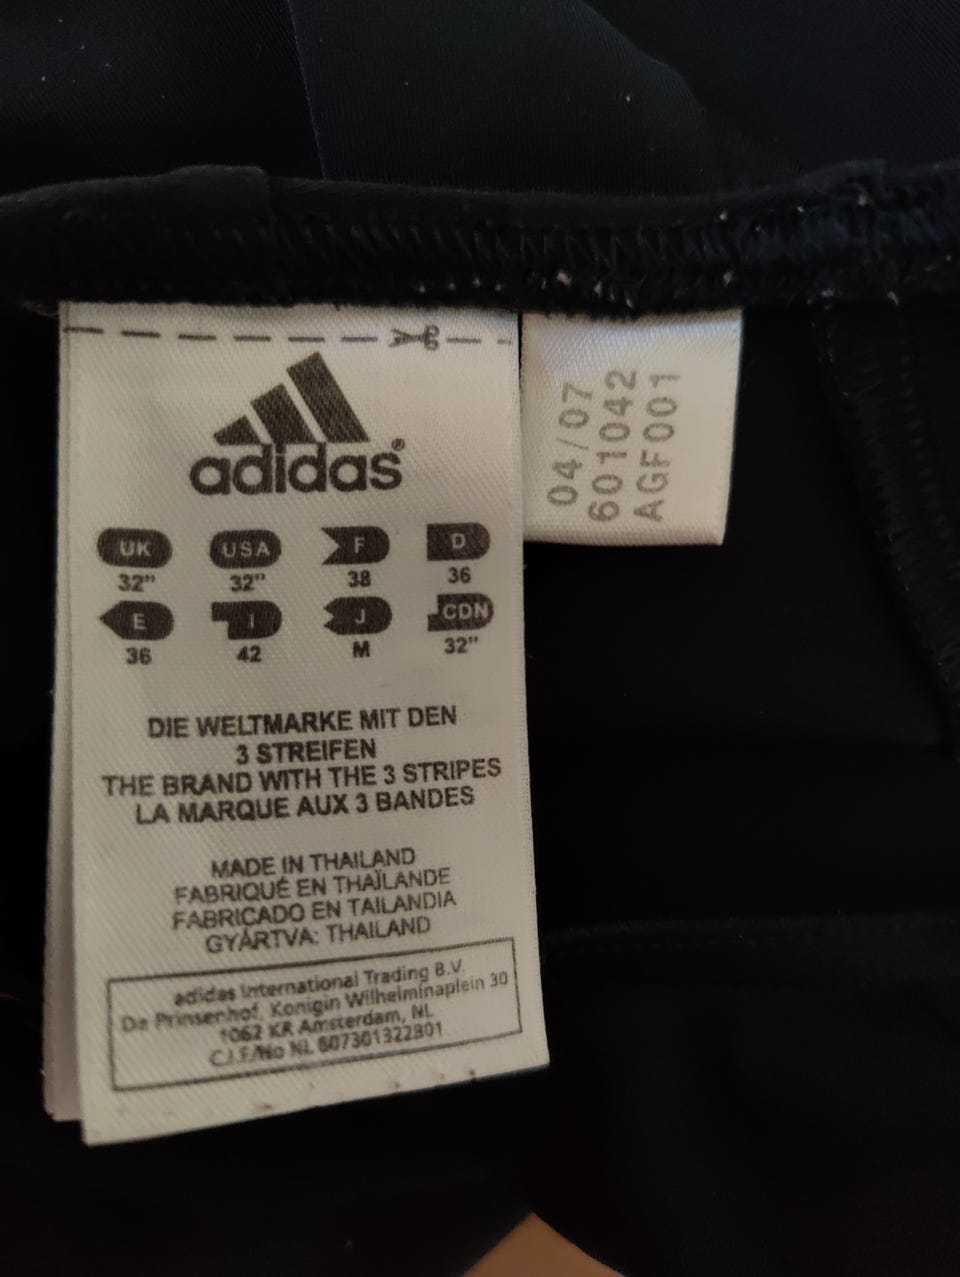 adidas®
UK USA F D
32" 32" 38 36
E I J CDN
36 42 M 32"
DIE WELTMARKE MIT DEN
3 STREIFEN
THE BRAND WITH THE 3 STRIPES
LA MARQUE AUX 3 BANDES
MADE IN THAILAND
FABRIQUÉ EN THAÏLANDE
FABRICADO EN TAILANDIA
GYÁRTVA: THAILAND
adidas International Trading B.V.
De Prinsenhof, Konigin Wilhelminaplein 30
1062 KR Amsterdam, NL
C.I.F/No NL 807301322B01
04/07
601042
AGF001